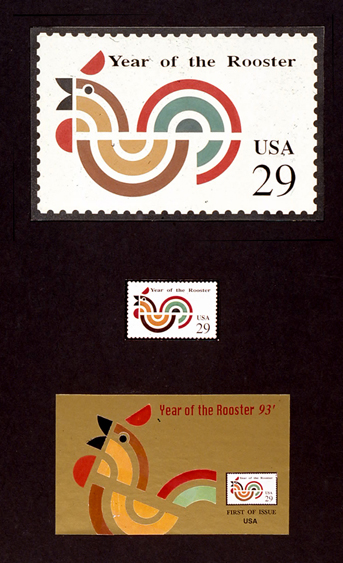 Year of the Rooster
USA
29
Year of the Rooster
USA
29
Year of the Rooster 93'
Year of the Rooster
USA
29
FIRST OF ISSUE
USA